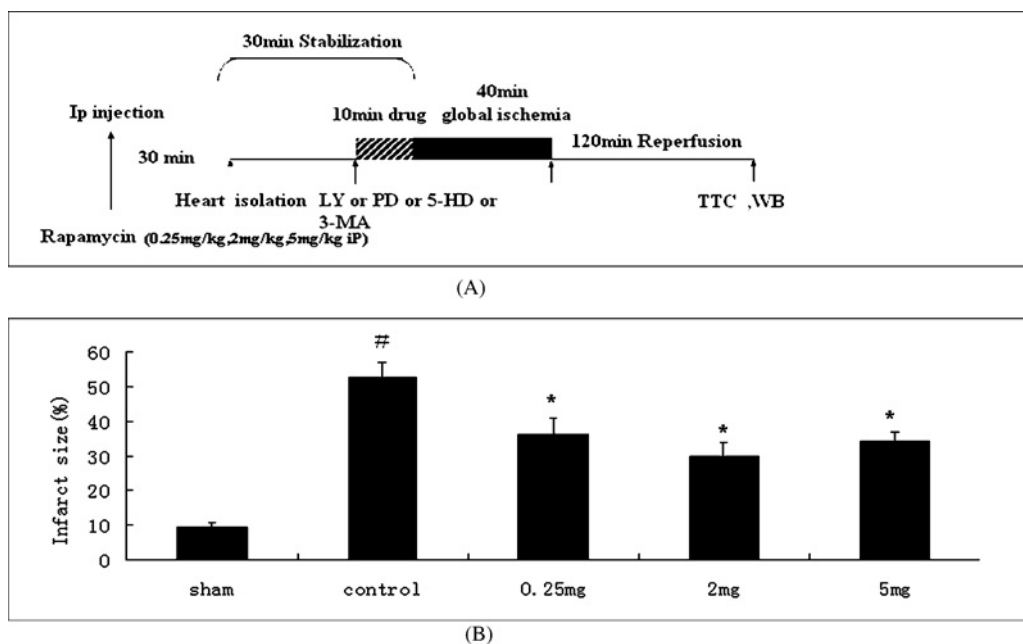 30min Stabilization
40min
Ip injection
10min drug global ischemia
30 min
120min Reperfusion
Heart isolation LY or PD or 5-HD or
3-MA
TTC ,WB
Rapamycin (0.25mg/kg,2mg/kg,5mg/kg iP)
(A)
Infarct size(%)
60
50
40
30
20
10
0
#
*
*
*
sham control 0.25mg 2mg 5mg
(B)